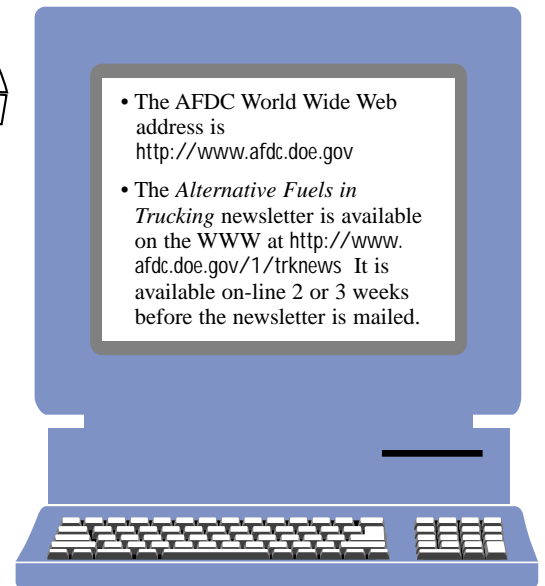 • The AFDC World Wide Web
address is
http://www.afdc.doe.gov
• The Alternative Fuels in
Trucking newsletter is available
on the WWW at http://www.
afdc.doe.gov/1/trknews It is
available on-line 2 or 3 weeks
before the newsletter is mailed.